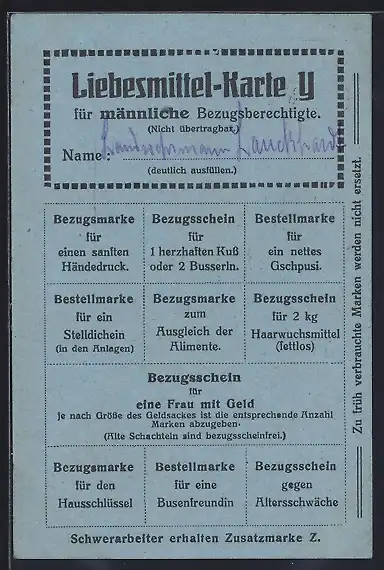 Liebesmittel-Karte Y
für männliche Bezugsberechtigte.
(Nicht übertragbar.)
Name: Landwehrmann Lauckhardt
(deutlich ausfüllen.)
Bezugsmarke
für
einen sanften
Händedruck.
Bezugsschein
für
1 herzhaften Kuß
oder 2 Busserln.
Bestellmarke
für
ein nettes
Gschpusi.
Bestellmarke
für ein
Stelldichein
(in den Anlagen)
Bezugsmarke
zum
Ausgleich der
Alimente.
Bezugsschein
für 2 kg
Haarwuchsmittel
(fettlos)
Bezugsschein
für
eine Frau mit Geld
je nach Größe des Geldsackes ist die entsprechende Anzahl
Marken abzugeben.
(Alte Schachteln sind bezugsscheinfrei.)
Bezugsmarke
für den
Hausschlüssel
Bestellmarke
für eine
Busenfreundin
Bezugsschein
gegen
Altersschwäche
Schwerarbeiter erhalten Zusatzmarke Z.
Zu früh verbrauchte Marken werden nicht ersetzt.